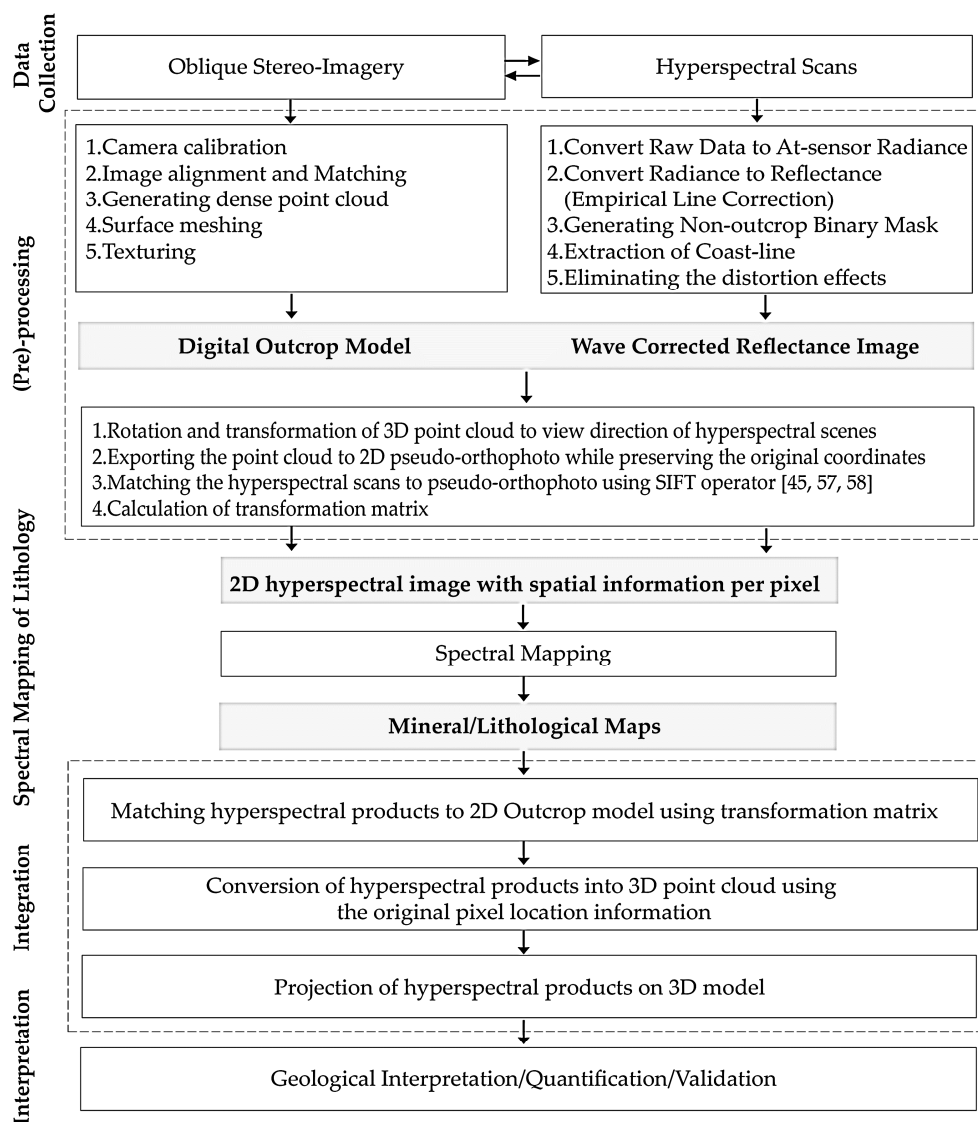 Data
Collection
Oblique Stereo-Imagery
Hyperspectral Scans
(Pre)-processing
1.Camera calibration
2.Image alignment and Matching
3.Generating dense point cloud
4.Surface meshing
5.Texturing
1.Convert Raw Data to At-sensor Radiance
2.Convert Radiance to Reflectance
(Empirical Line Correction)
3.Generating Non-outcrop Binary Mask
4.Extraction of Coast-line
5.Eliminating the distortion effects
Digital Outcrop Model
Wave Corrected Reflectance Image
1.Rotation and transformation of 3D point cloud to view direction of hyperspectral scenes
2.Exporting the point cloud to 2D pseudo-orthophoto while preserving the original coordinates
3.Matching the hyperspectral scans to pseudo-orthophoto using SIFT operator [45, 57, 58]
4.Calculation of transformation matrix
Spectral Mapping of Lithology
2D hyperspectral image with spatial information per pixel
Spectral Mapping
Mineral/Lithological Maps
Integration
Matching hyperspectral products to 2D Outcrop model using transformation matrix
Conversion of hyperspectral products into 3D point cloud using
the original pixel location information
Projection of hyperspectral products on 3D model
Interpretation
Geological Interpretation/Quantification/Validation